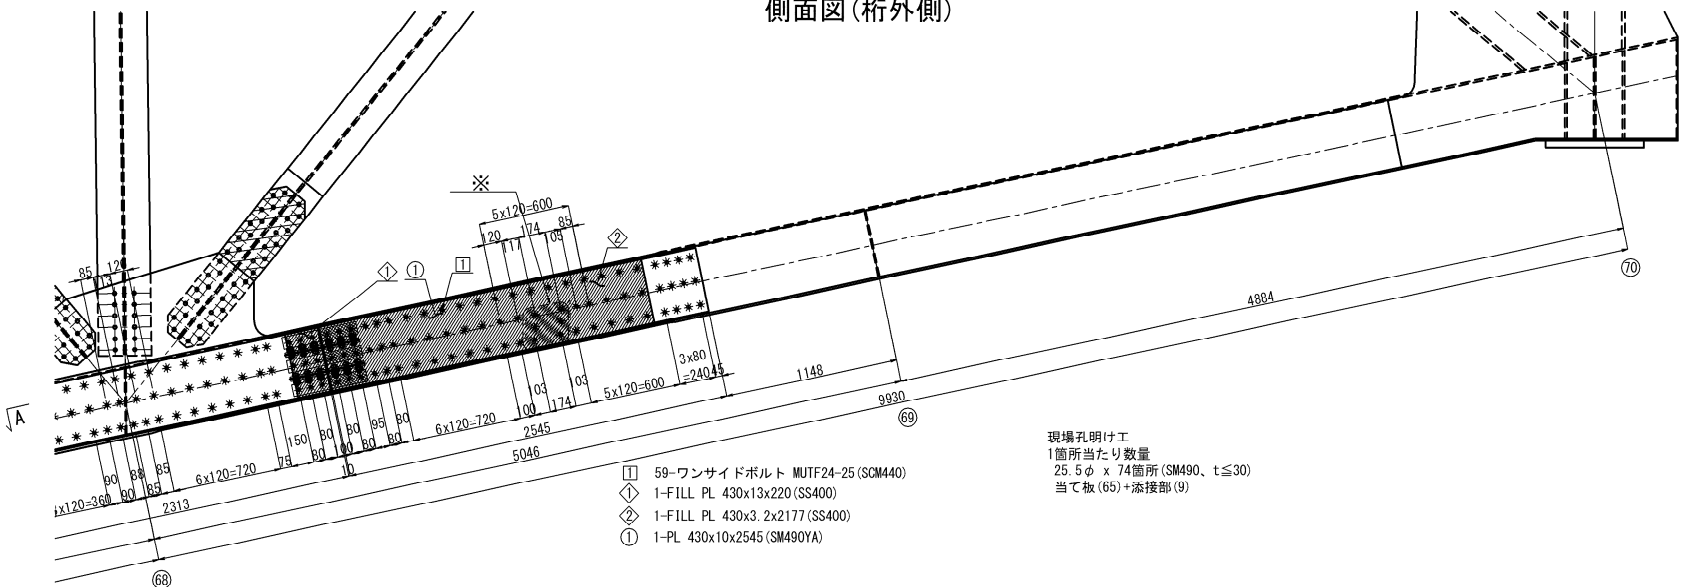 側面図(桁外側)
※
5x120=600
120
174
85
117
105
2
1
1
1
85
120
113
A
4884
70
3x80
=240
45
1148
9930
69
103
103
174
100
5x120=600
6x120=720
2545
5046
150
80
80
95
80
75
80
100
80
80
10
6x120=720
90
88
85
90
85
2313
68
現場孔明け工
1箇所当たり数量
25.5φ x 74箇所(SM490、t≦30)
当て板(65)+添接部(9)
1 59-ワンサイドボルト MUTF24-25(SCM440)
1 1-FILL PL 430x13x220(SS400)
2 1-FILL PL 430x3.2x2177(SS400)
1 1-PL 430x10x2545(SM490YA)